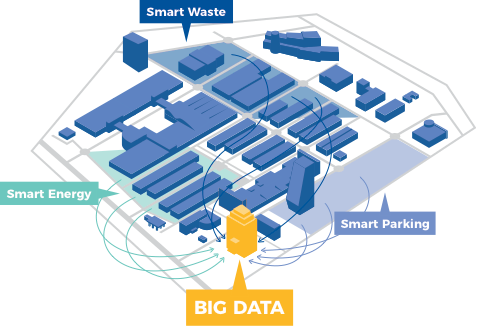 Smart Waste
Smart Energy
Smart Parking
BIG DATA